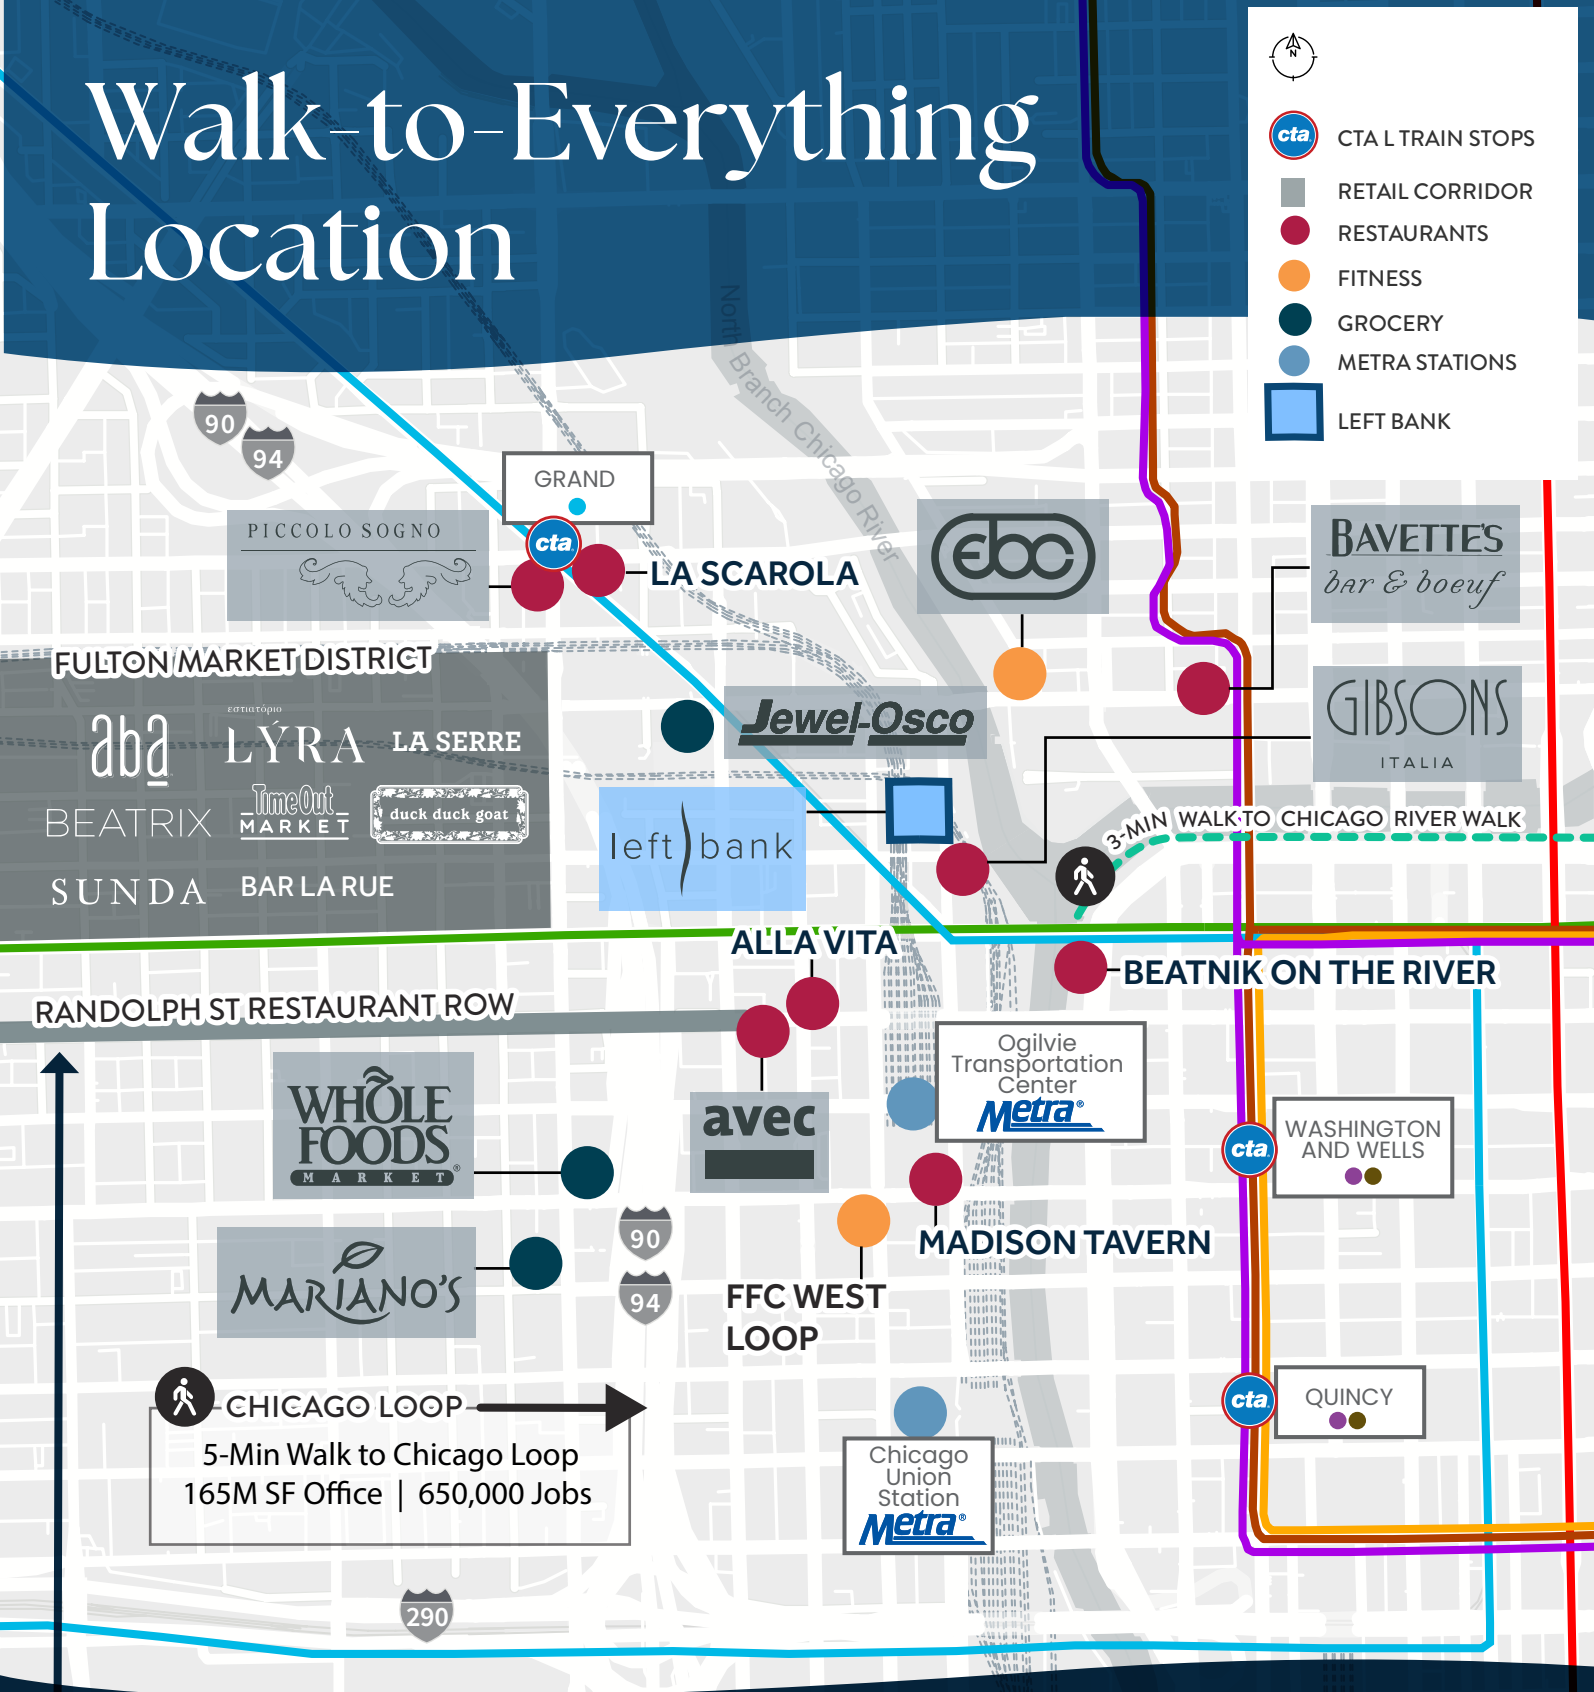 Walk-to-Everything
Location
N
cta
CTA L TRAIN STOPS
RETAIL CORRIDOR
RESTAURANTS
FITNESS
GROCERY
METRA STATIONS
LEFT BANK
North Branch Chicago River
90
94
GRAND
cta
PICCOLO SOGNO
LA SCAROLA
ebc
BAVETTE'S
bar & boeuf
FULTON MARKET DISTRICT
aba
εστιατόριο
LÝRA
LA SERRE
BEATRIX
TimeOut
MARKET
duck duck goat
SUNDA
BAR LA RUE
Jewel-Osco
GIBSONS
ITALIA
left bank
3-MIN WALK TO CHICAGO RIVER WALK
ALLA VITA
BEATNIK ON THE RIVER
RANDOLPH ST RESTAURANT ROW
Ogilvie
Transportation
Center
Metra®
WHOLE
FOODS
MARKET®
avec
cta
WASHINGTON
AND WELLS
MADISON TAVERN
90
94
MARIANO'S
FFC WEST
LOOP
CHICAGO LOOP
5-Min Walk to Chicago Loop
165M SF Office | 650,000 Jobs
cta
QUINCY
Chicago
Union
Station
Metra®
290